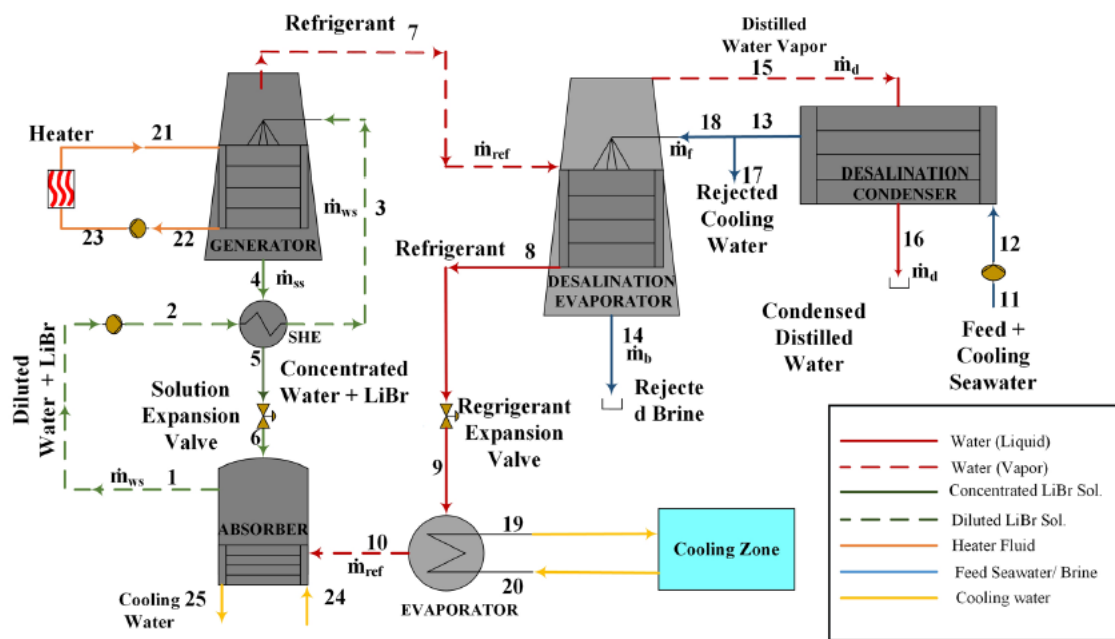 Refrigerant
7
Distilled
Water Vapor
15
ṁd
Heater
21
3
ṁws
ṁref
18
13
ṁf
17
Rejected
Cooling
Water
DESALINATION
CONDENSER
23
22
GENERATOR
4
ṁss
Refrigerant
8
DESALINATION
EVAPORATOR
16
ṁd
12
11
Feed +
Cooling
Seawater
Condensed
Distilled
Water
2
SHE
5
Concentrated
Water + LiBr
Diluted
Water + LiBr
Solution
Expansion
Valve
6
14
ṁb
Rejecte
d Brine
Regrigerant
Expansion
Valve
9
ṁws
1
ABSORBER
10
ṁref
19
20
EVAPORATOR
Cooling Zone
Cooling
Water
25
24
Water (Liquid)
Water (Vapor)
Concentrated LiBr Sol.
Diluted LiBr Sol.
Heater Fluid
Feed Seawater/ Brine
Cooling water